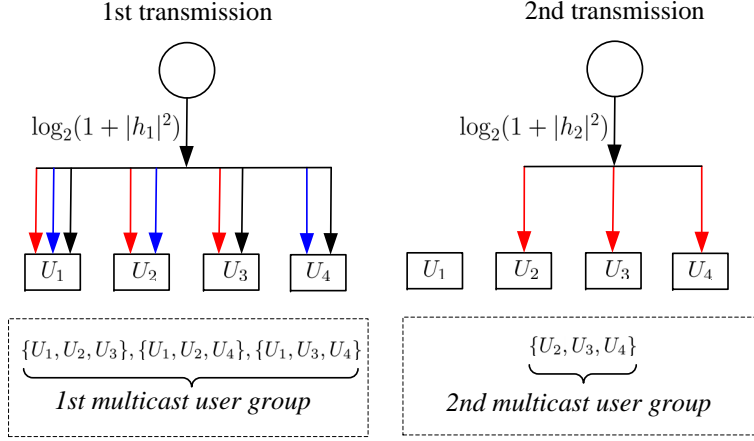 1st transmission
2nd transmission
log₂(1 + |h₁|²)
log₂(1 + |h₂|²)
U₁ U₂ U₃ U₄
U₁ U₂ U₃ U₄
{U₁, U₂, U₃}, {U₁, U₂, U₄}, {U₁, U₃, U₄}
1st multicast user group
{U₂, U₃, U₄}
2nd multicast user group